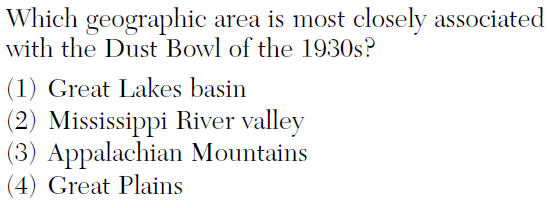 Which geographic area is most closely associated
with the Dust Bowl of the 1930s?
(1) Great Lakes basin
(2) Mississippi River valley
(3) Appalachian Mountains
(4) Great Plains